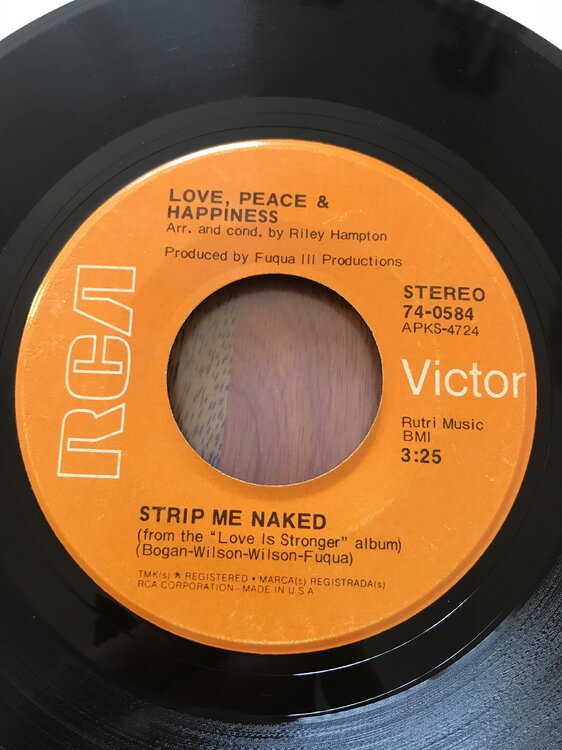 LOVE, PEACE &
HAPPINESS
Arr. and cond. by Riley Hampton
Produced by Fuqua III Productions
STEREO
74-0584
APKS-4724
RCA
Victor
Rutri Music
BMI
3:25
STRIP ME NAKED
(from the "Love Is Stronger" album)
(Bogan-Wilson-Wilson-Fuqua)
TMK(s) ® REGISTERED • MARCA(s) REGISTRADA(s)
RCA CORPORATION—MADE IN U.S.A